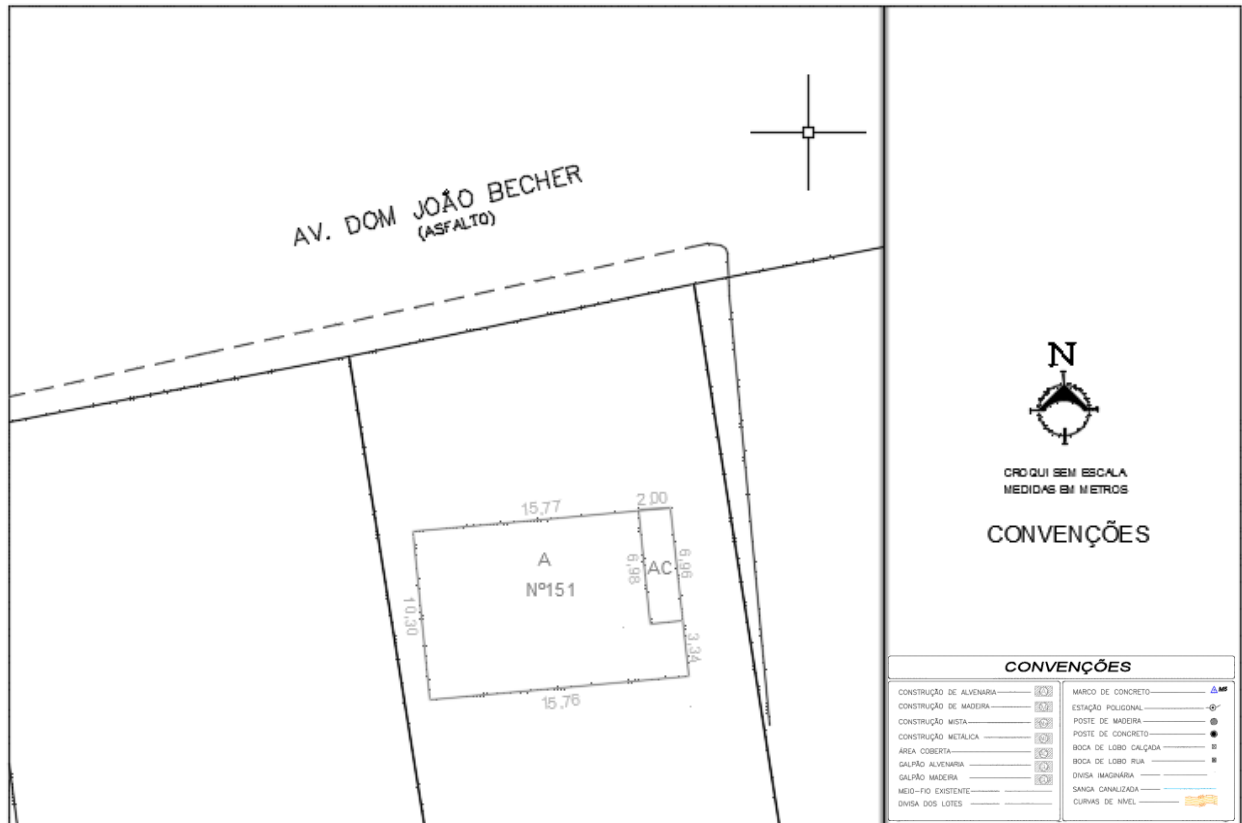 AV. DOM JOÃO BECHER
(ASFALTO)
15,77
2,00
A
Nº151
6,98
AC
6,96
10,30
3,34
15,76
N
CROQUI SEM ESCALA
MEDIDAS EM METROS
CONVENÇÕES
CONVENÇÕES
CONSTRUÇÃO DE ALVENARIA
CONSTRUÇÃO DE MADEIRA
CONSTRUÇÃO MISTA
CONSTRUÇÃO METÁLICA
ÁREA COBERTA
GALPÃO ALVENARIA
GALPÃO MADEIRA
MEIO-FIO EXISTENTE
DIVISA DOS LOTES
MARCO DE CONCRETO
ESTAÇÃO POLIGONAL
POSTE DE MADEIRA
POSTE DE CONCRETO
BOCA DE LOBO CALÇADA
BOCA DE LOBO RUA
DIVISA IMAGINÁRIA
SANGA CANALIZADA
CURVAS DE NÍVEL